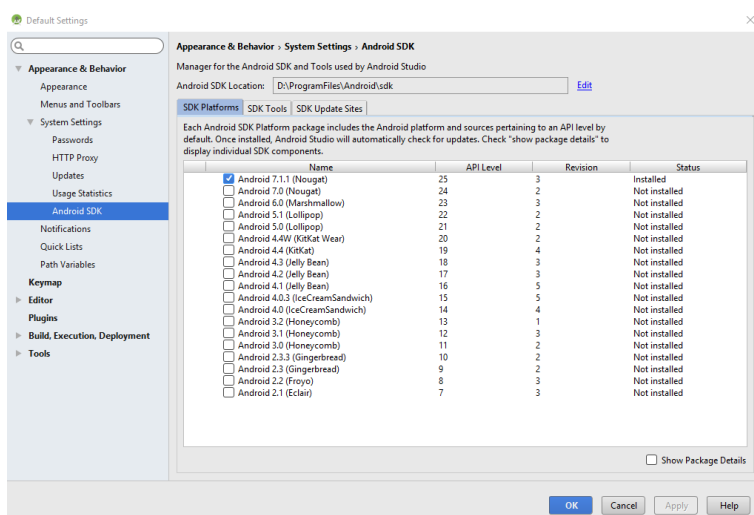 Default Settings
Appearance & Behavior
Appearance
Menus and Toolbars
System Settings
Passwords
HTTP Proxy
Updates
Usage Statistics
Android SDK
Notifications
Quick Lists
Path Variables
Keymap
Editor
Plugins
Build, Execution, Deployment
Tools
Appearance & Behavior › System Settings › Android SDK
Manager for the Android SDK and Tools used by Android Studio
Android SDK Location: D:\ProgramFiles\Android\sdk Edit
SDK Platforms SDK Tools SDK Update Sites
Each Android SDK Platform package includes the Android platform and sources pertaining to an API level by
default. Once installed, Android Studio will automatically check for updates. Check "show package details" to
display individual SDK components.
Name API Level Revision Status
Android 7.1.1 (Nougat) 25 3 Installed
Android 7.0 (Nougat) 24 2 Not installed
Android 6.0 (Marshmallow) 23 3 Not installed
Android 5.1 (Lollipop) 22 2 Not installed
Android 5.0 (Lollipop) 21 2 Not installed
Android 4.4W (KitKat Wear) 20 2 Not installed
Android 4.4 (KitKat) 19 4 Not installed
Android 4.3 (Jelly Bean) 18 3 Not installed
Android 4.2 (Jelly Bean) 17 3 Not installed
Android 4.1 (Jelly Bean) 16 5 Not installed
Android 4.0.3 (IceCreamSandwich) 15 5 Not installed
Android 4.0 (IceCreamSandwich) 14 4 Not installed
Android 3.2 (Honeycomb) 13 1 Not installed
Android 3.1 (Honeycomb) 12 3 Not installed
Android 3.0 (Honeycomb) 11 2 Not installed
Android 2.3.3 (Gingerbread) 10 2 Not installed
Android 2.3 (Gingerbread) 9 2 Not installed
Android 2.2 (Froyo) 8 3 Not installed
Android 2.1 (Eclair) 7 3 Not installed
Show Package Details
OK Cancel Apply Help